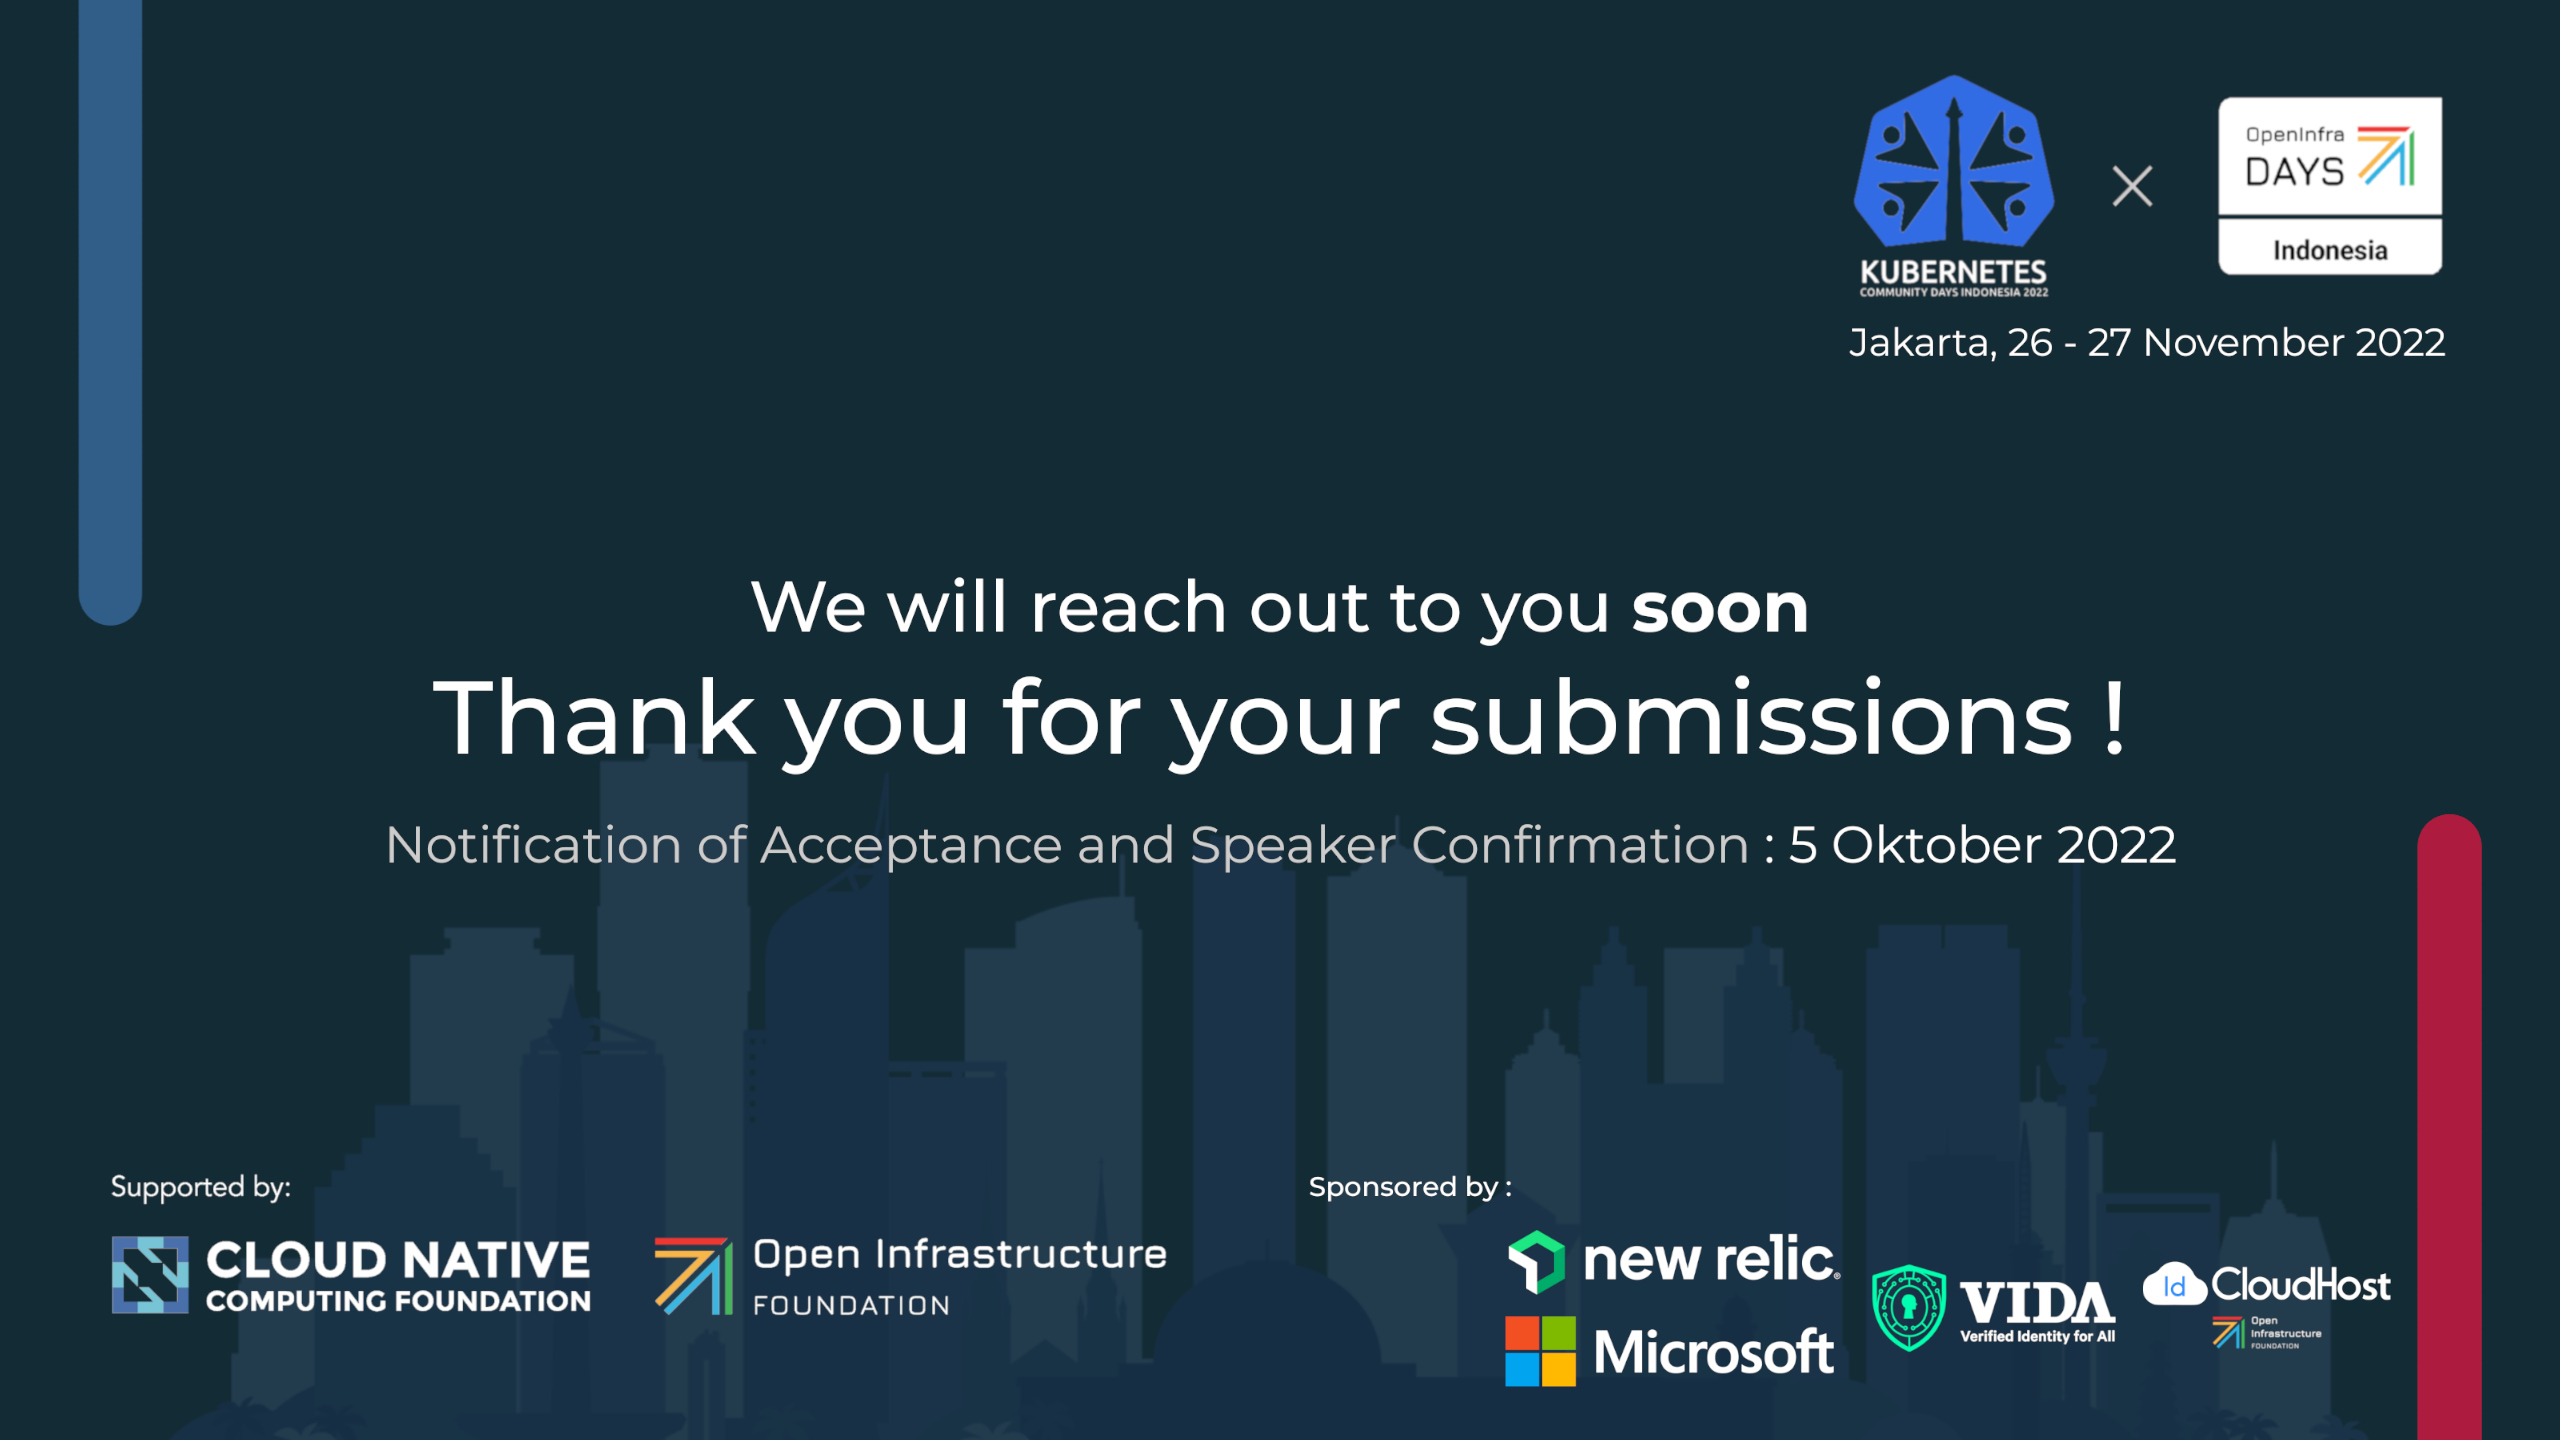 OpenInfra
DAYS
Indonesia
KUBERNETES
COMMUNITY DAYS INDONESIA 2022
Jakarta, 26 - 27 November 2022
We will reach out to you soon
Thank you for your submissions !
Notification of Acceptance and Speaker Confirmation : 5 Oktober 2022
Supported by:
CLOUD NATIVE
COMPUTING FOUNDATION
Open Infrastructure
FOUNDATION
Sponsored by :
new relic®
Microsoft
VIDA
Verified Identity for All
Id CloudHost
Open
Infrastructure
FOUNDATION